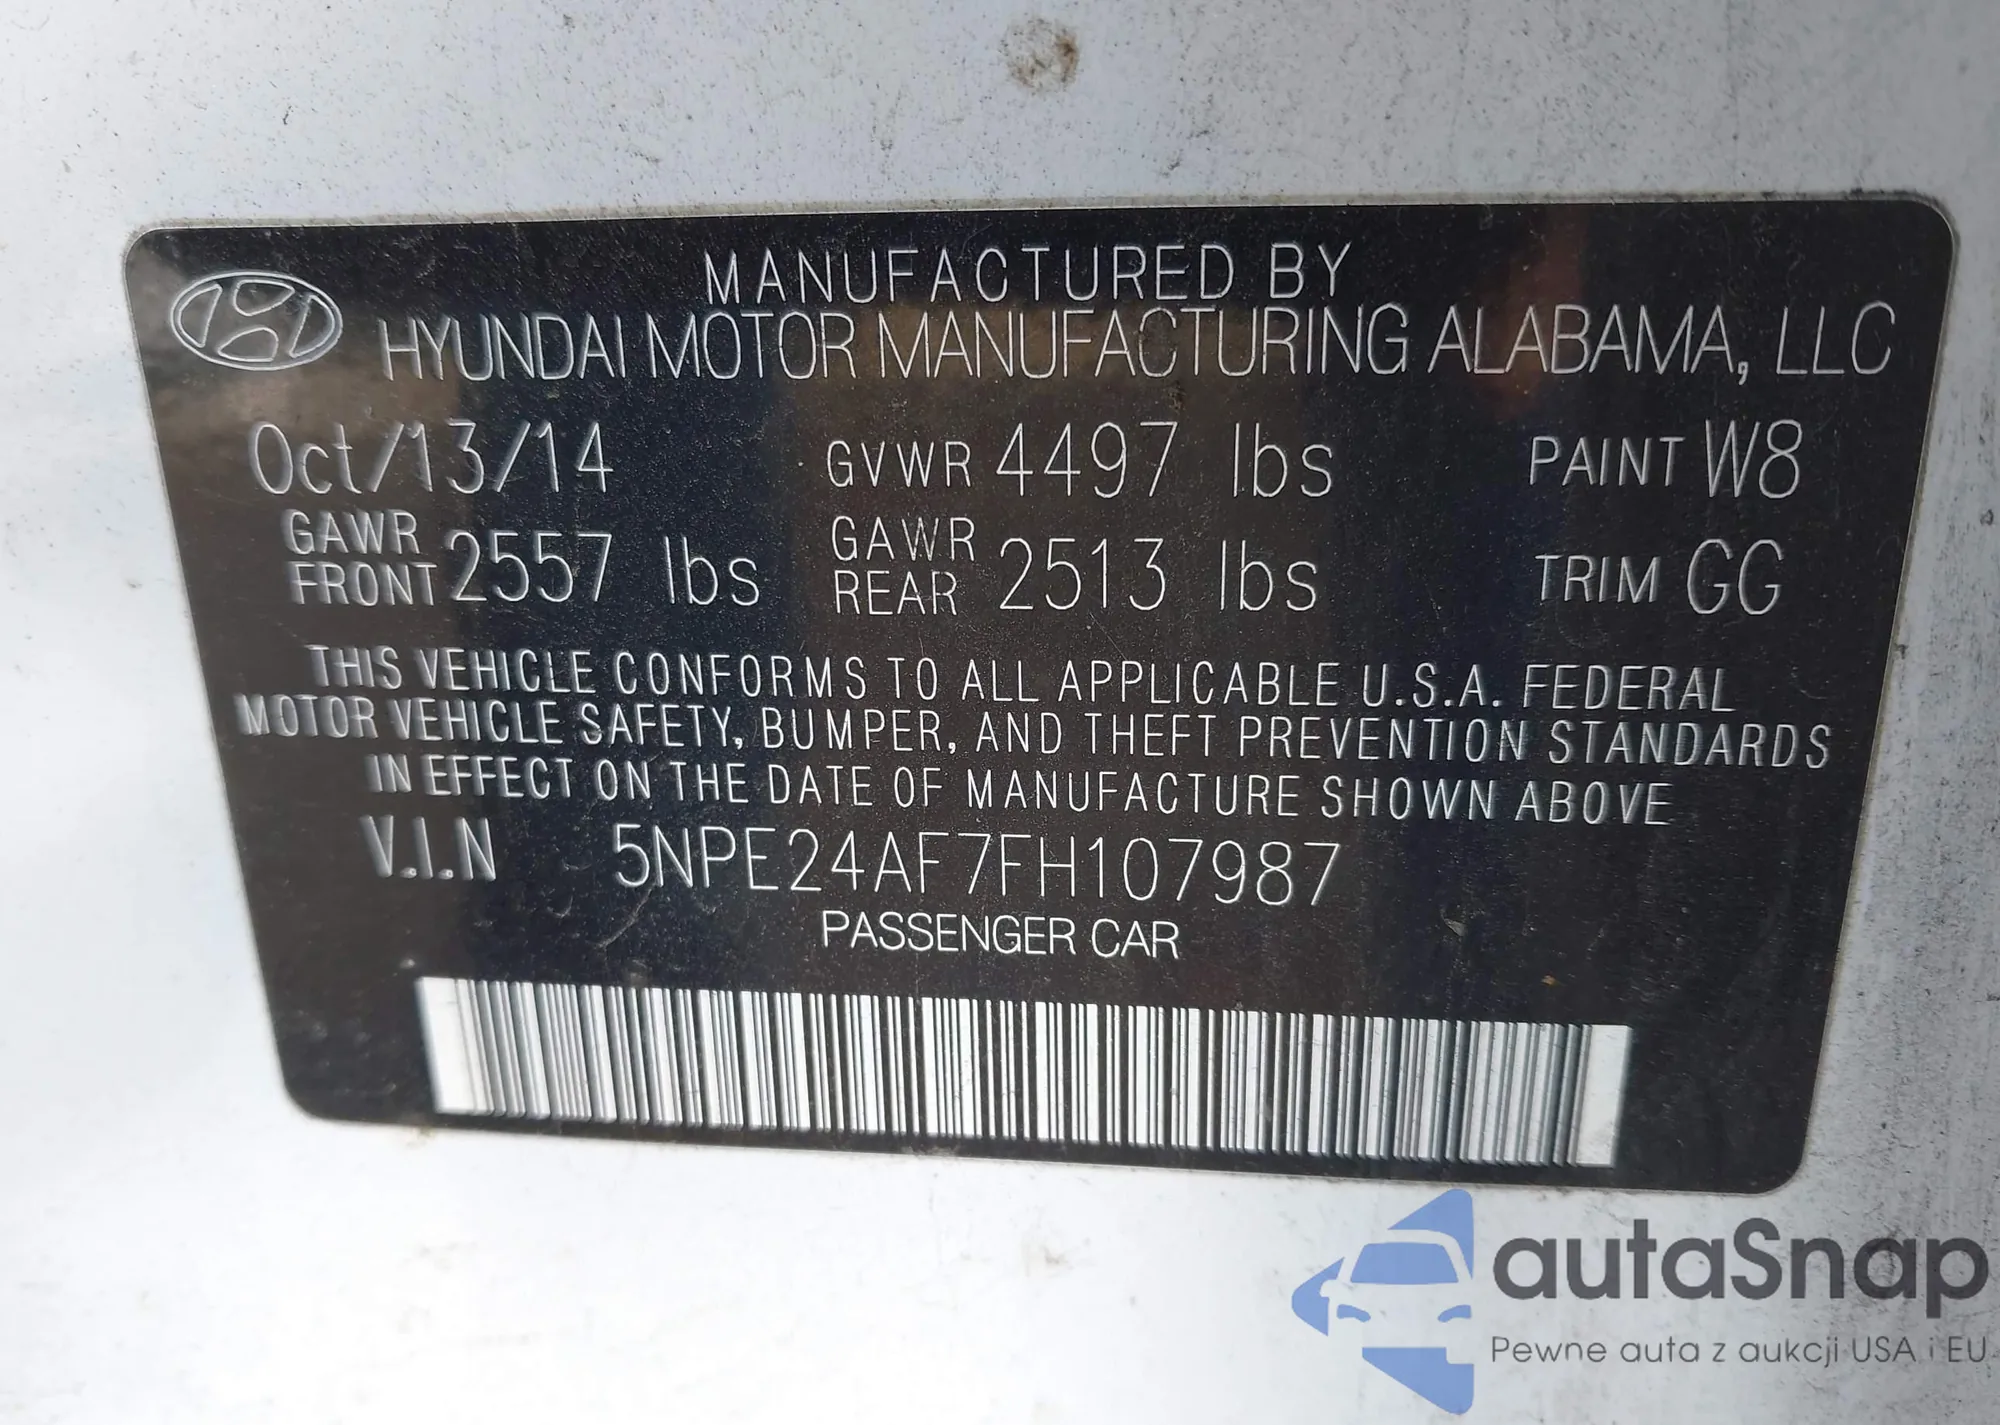 MANUFACTURED BY
HYUNDAI MOTOR MANUFACTURING ALABAMA, LLC
Oct/13/14 GVWR 4497 lbs PAINT W8
GAWR FRONT 2557 lbs GAWR REAR 2513 lbs TRIM GG
THIS VEHICLE CONFORMS TO ALL APPLICABLE U.S.A. FEDERAL
MOTOR VEHICLE SAFETY, BUMPER, AND THEFT PREVENTION STANDARDS
IN EFFECT ON THE DATE OF MANUFACTURE SHOWN ABOVE
V.I.N 5NPE24AF7FH107987
PASSENGER CAR
autaSnap
Pewne auta z aukcji USA i EU